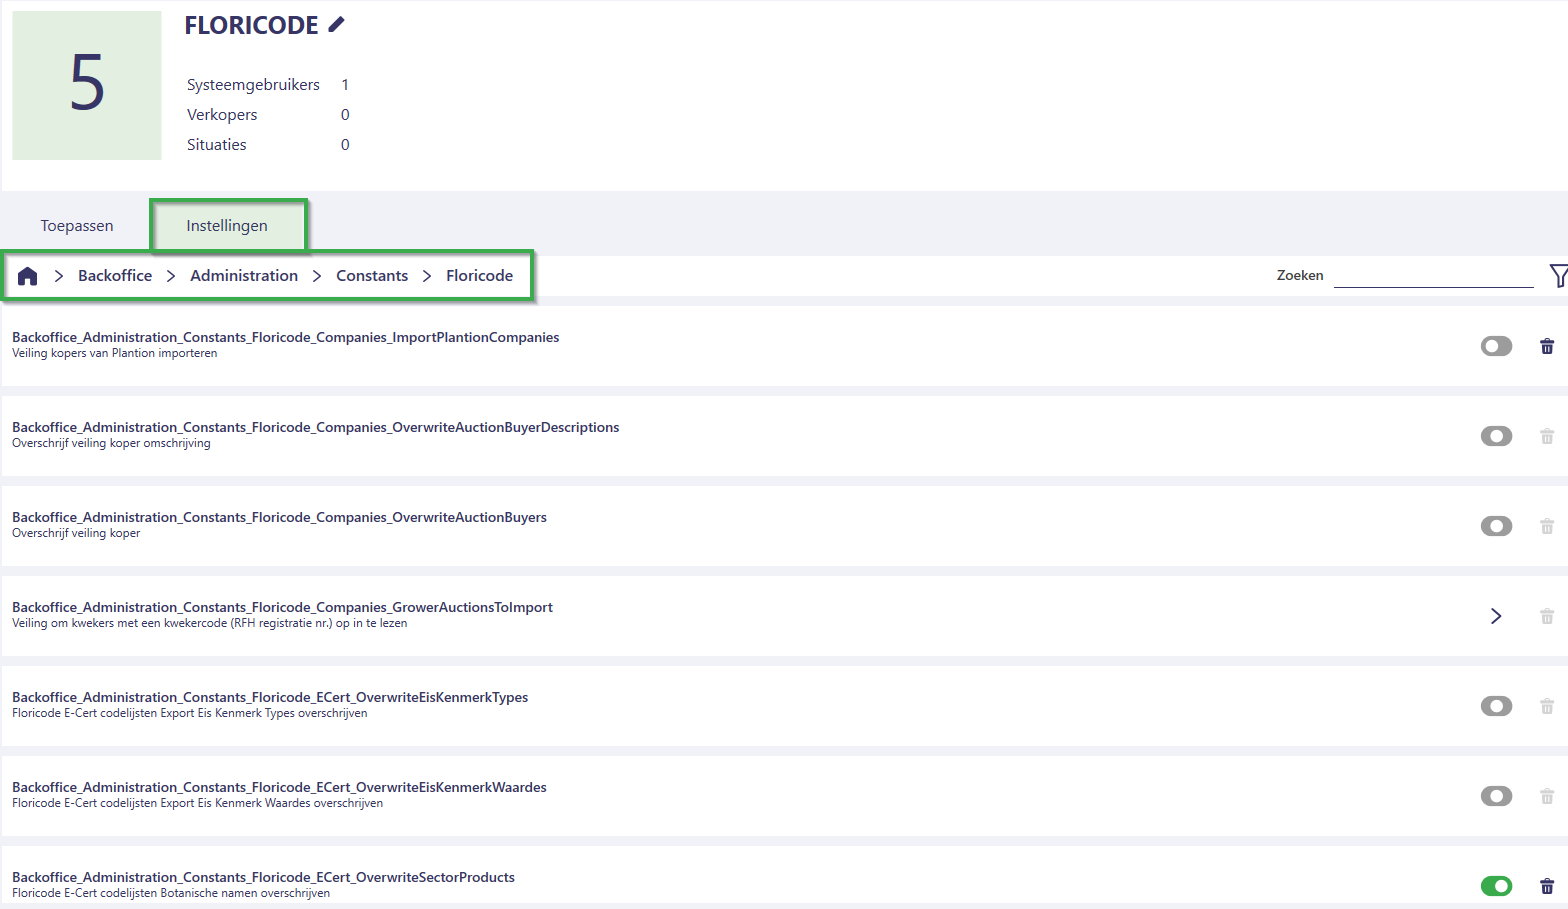 5
FLORICODE
Systeemgebruikers 1
Verkopers 0
Situaties 0
Toepassen Instellingen
Backoffice > Administration > Constants > Floricode Zoeken
Backoffice_Administration_Constants_Floricode_Companies_ImportPlantionCompanies
Veiling kopers van Plantion importeren
Backoffice_Administration_Constants_Floricode_Companies_OverwriteAuctionBuyerDescriptions
Overschrijf veiling koper omschrijving
Backoffice_Administration_Constants_Floricode_Companies_OverwriteAuctionBuyers
Overschrijf veiling koper
Backoffice_Administration_Constants_Floricode_Companies_GrowerAuctionsToImport
Veiling om kwekers met een kwekercode (RFH registratie nr.) op in te lezen
Backoffice_Administration_Constants_Floricode_ECert_OverwriteEisKenmerkTypes
Floricode E-Cert codelijsten Export Eis Kenmerk Types overschrijven
Backoffice_Administration_Constants_Floricode_ECert_OverwriteEisKenmerkWaardes
Floricode E-Cert codelijsten Export Eis Kenmerk Waardes overschrijven
Backoffice_Administration_Constants_Floricode_ECert_OverwriteSectorProducts
Floricode E-Cert codelijsten Botanische namen overschrijven